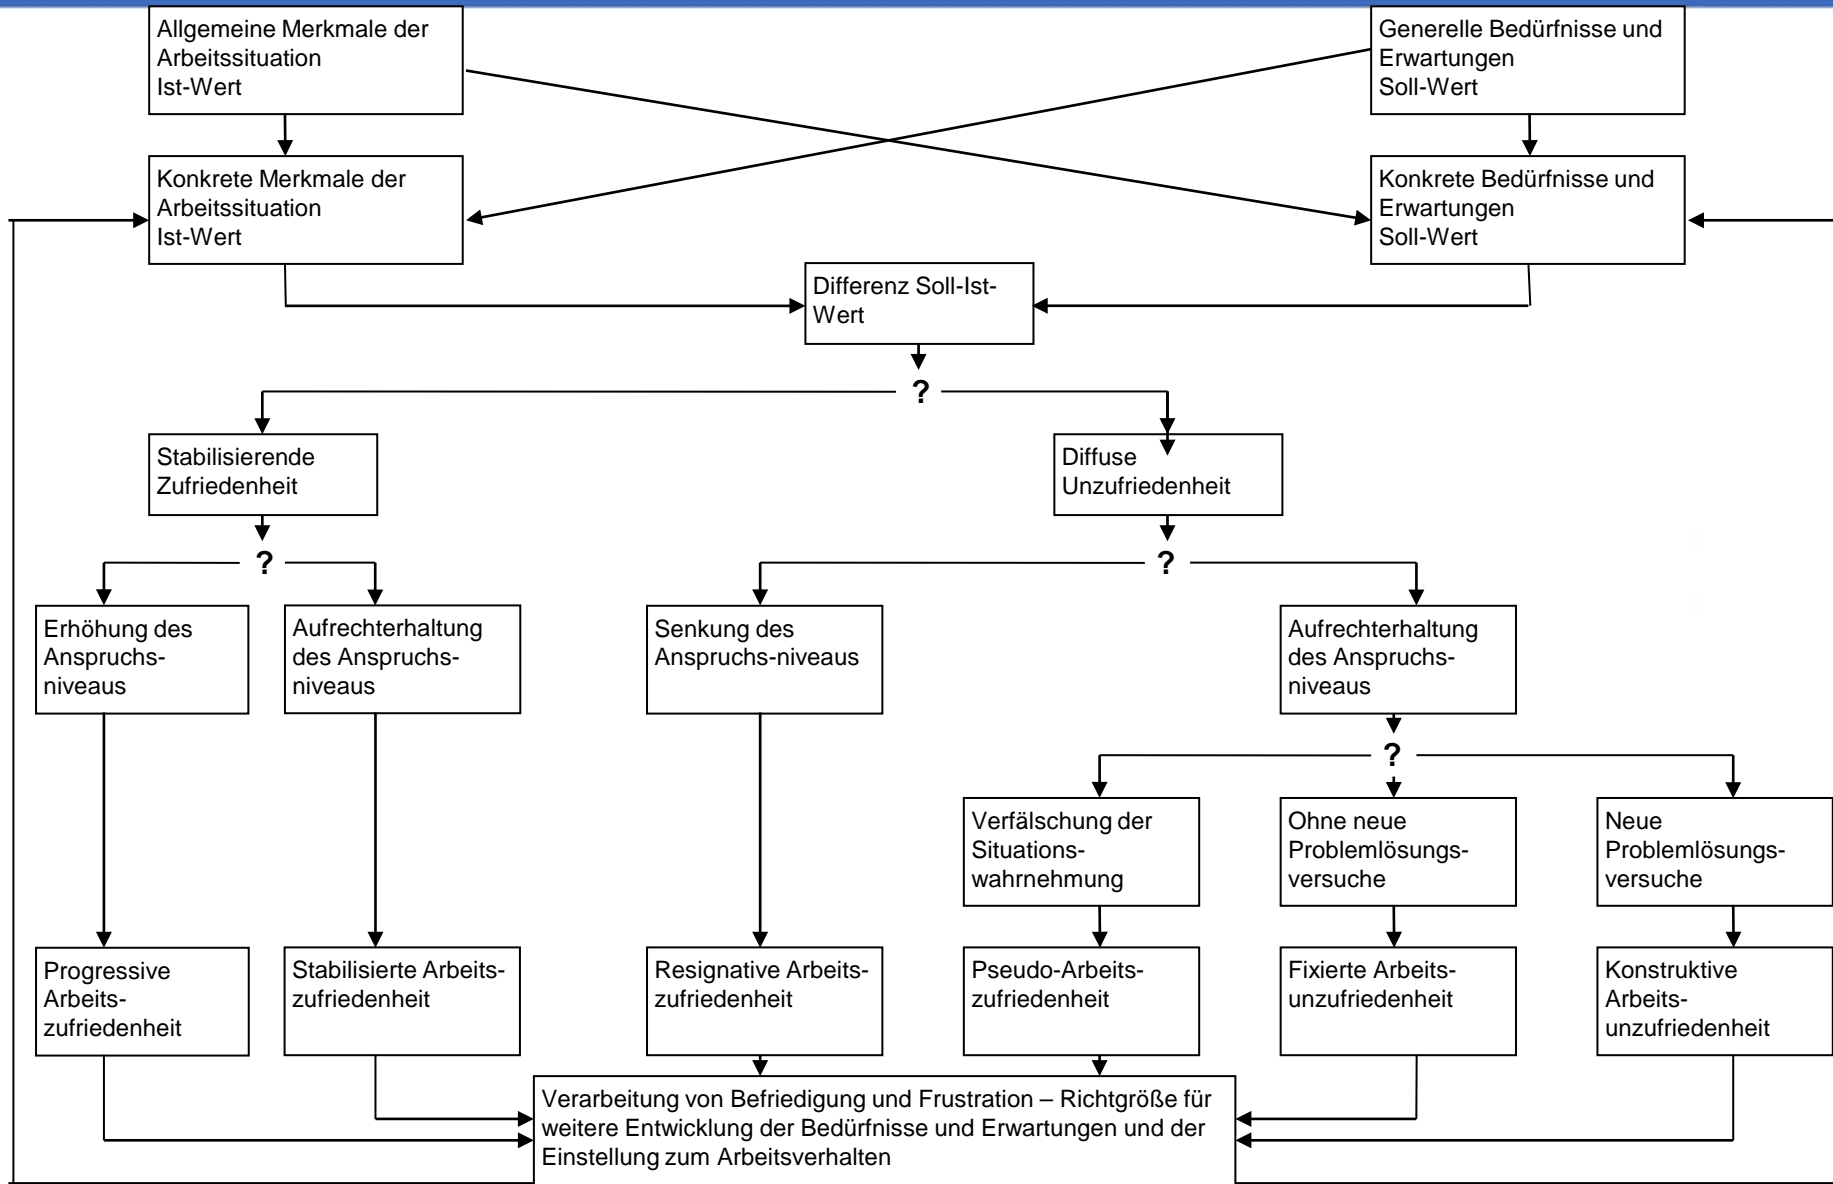 Allgemeine Merkmale der
Arbeitssituation
Ist-Wert
Generelle Bedürfnisse und
Erwartungen
Soll-Wert
Konkrete Merkmale der
Arbeitssituation
Ist-Wert
Konkrete Bedürfnisse und
Erwartungen
Soll-Wert
Differenz Soll-Ist-
Wert
?
Stabilisierende
Zufriedenheit
Diffuse
Unzufriedenheit
?
?
Erhöhung des
Anspruchs-
niveaus
Aufrechterhaltung
des Anspruchs-
niveaus
Senkung des
Anspruchs-niveaus
Aufrechterhaltung
des Anspruchs-
niveaus
?
Verfälschung der
Situations-
wahrnehmung
Ohne neue
Problemlösungs-
versuche
Neue
Problemlösungs-
versuche
Progressive
Arbeits-
zufriedenheit
Stabilisierte Arbeits-
zufriedenheit
Resignative Arbeits-
zufriedenheit
Pseudo-Arbeits-
zufriedenheit
Fixierte Arbeits-
unzufriedenheit
Konstruktive
Arbeits-
unzufriedenheit
Verarbeitung von Befriedigung und Frustration – Richtgröße für
weitere Entwicklung der Bedürfnisse und Erwartungen und der
Einstellung zum Arbeitsverhalten